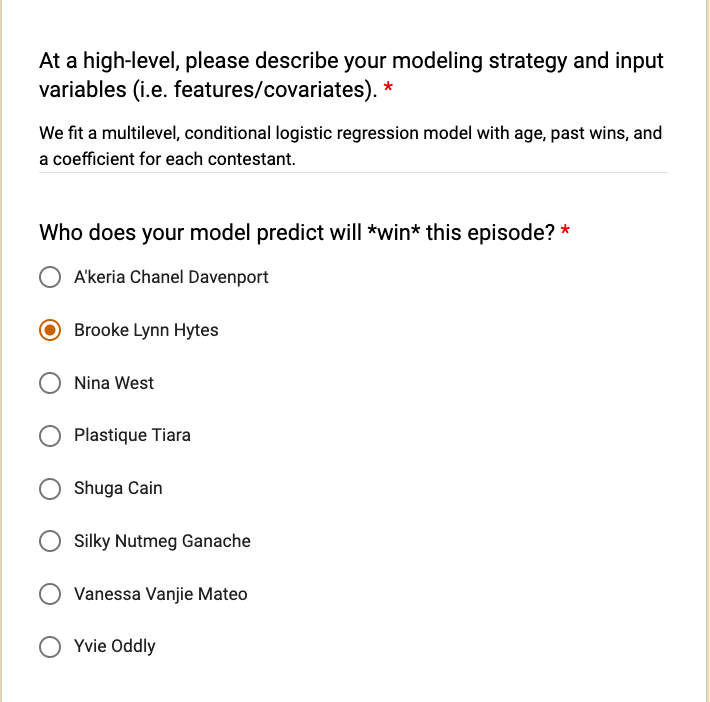 At a high-level, please describe your modeling strategy and input
variables (i.e. features/covariates). *
We fit a multilevel, conditional logistic regression model with age, past wins, and
a coefficient for each contestant.
Who does your model predict will *win* this episode? *
A'keria Chanel Davenport
Brooke Lynn Hytes
Nina West
Plastique Tiara
Shuga Cain
Silky Nutmeg Ganache
Vanessa Vanjie Mateo
Yvie Oddly